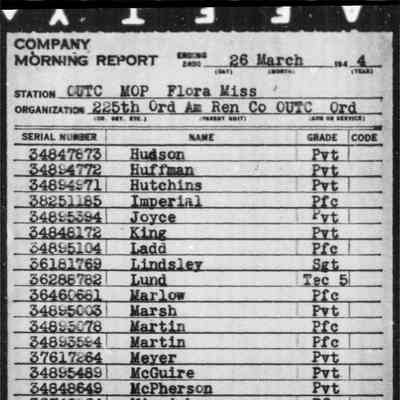 COMPANY
MORNING REPORT ENDING 2400 26 March 194 4
(DAY) (MONTH) (YEAR)
STATION OUTC MOP Flora Miss
ORGANIZATION 225th Ord Am Ren Co OUTC Ord
(CO. DET. ETC.) (PARENT UNIT) (ARM OR SERVICE)
SERIAL NUMBER NAME GRADE CODE
34847873 Hudson Pvt
34894772 Huffman Pvt
34894971 Hutchins Pvt
38251185 Imperial Pfc
34895394 Joyce Pvt
34848172 King Pvt
34895104 Ladd Pfc
36181769 Lindsley Sgt
36288782 Lund Tec 5
36460681 Marlow Pfc
34895003 Marsh Pvt
34895078 Martin Pfc
34893594 Martin Pfc
37617264 Meyer Pvt
34895489 McGuire Pvt
34848649 McPherson Pvt